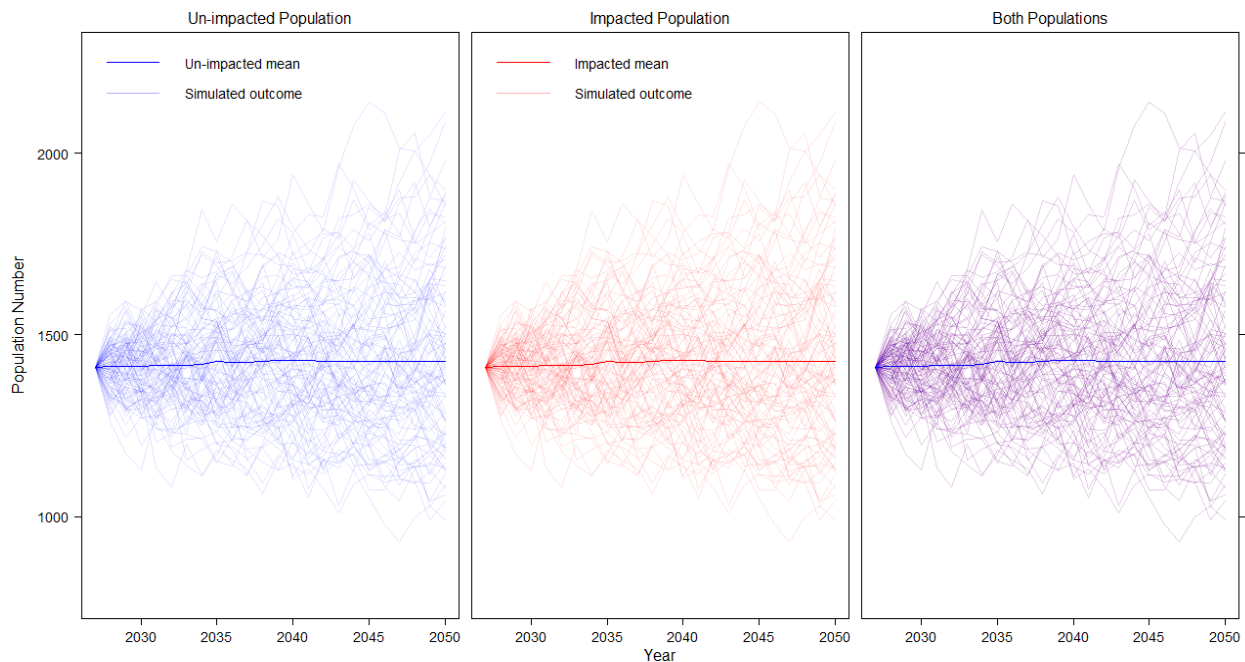 Un-impacted Population
Impacted Population
Both Populations
Un-impacted mean
Simulated outcome
Impacted mean
Simulated outcome
Population Number
2000
1500
1000
2030 2035 2040 2045 2050
2030 2035 2040 2045 2050
2030 2035 2040 2045 2050
Year